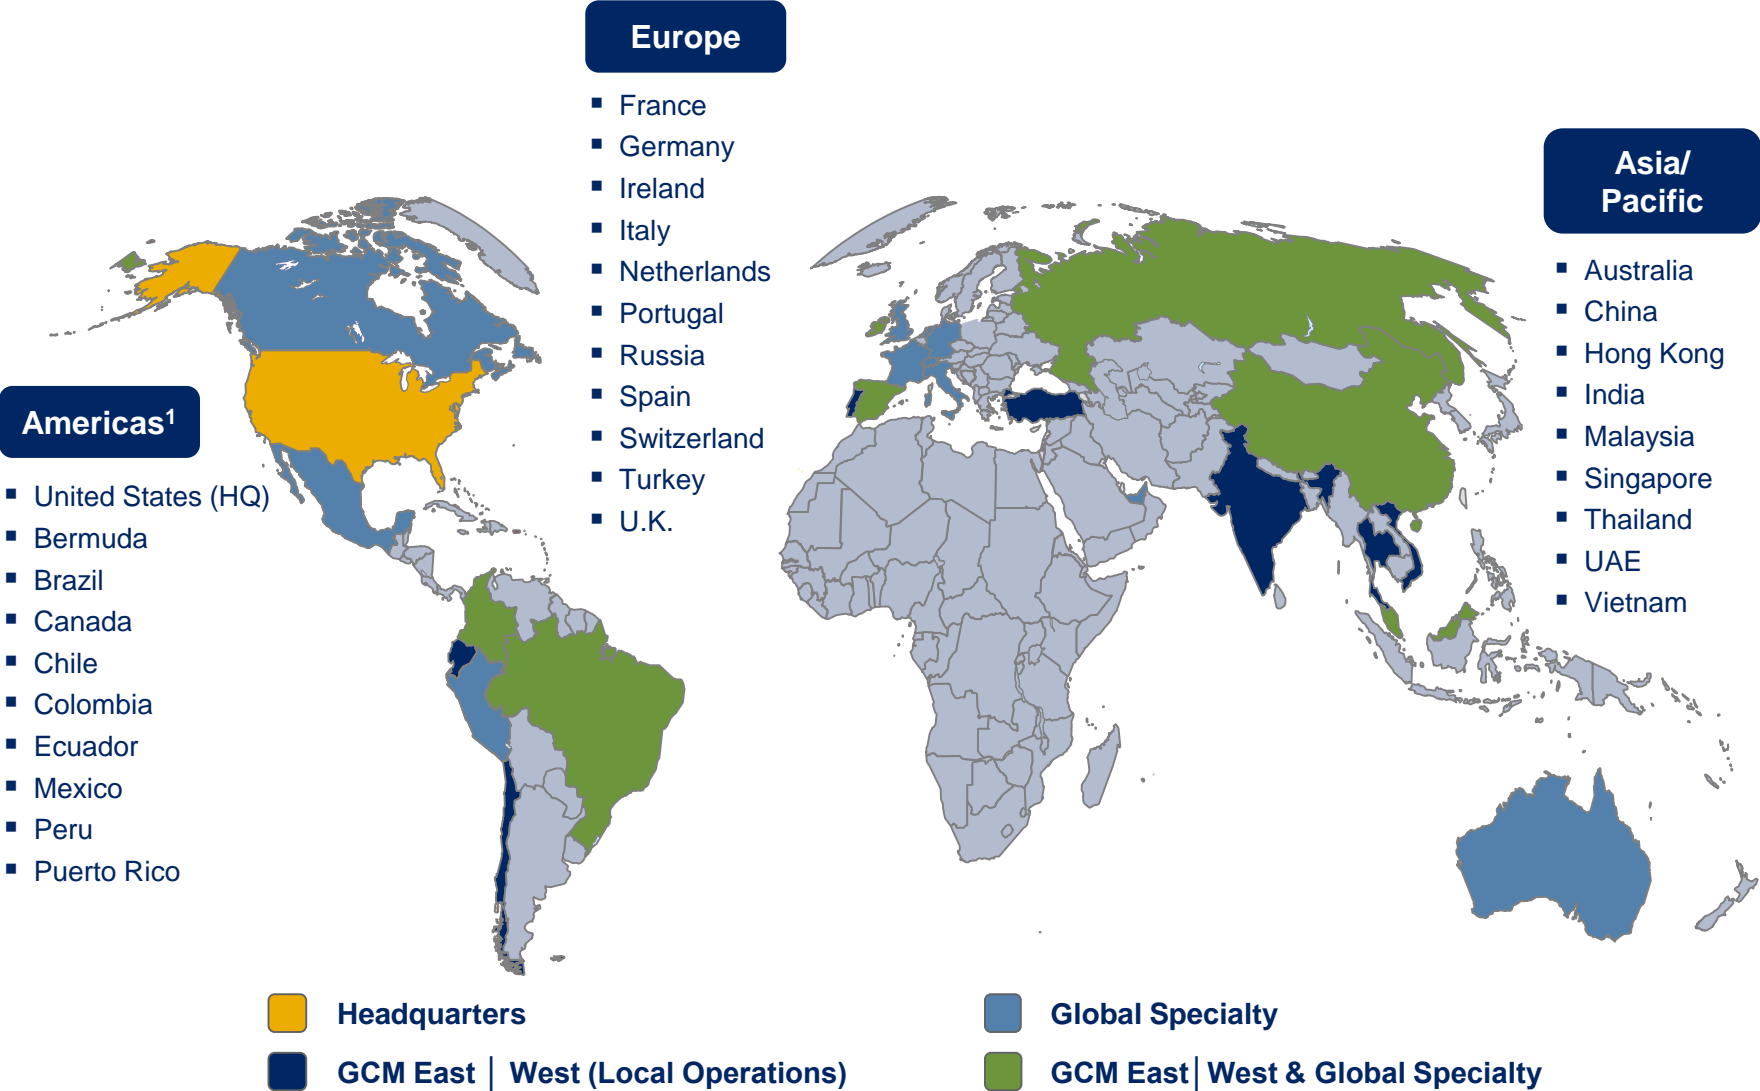 Europe
▪ France
▪ Germany
▪ Ireland
▪ Italy
▪ Netherlands
▪ Portugal
▪ Russia
▪ Spain
▪ Switzerland
▪ Turkey
▪ U.K.
Asia/
Pacific
▪ Australia
▪ China
▪ Hong Kong
▪ India
▪ Malaysia
▪ Singapore
▪ Thailand
▪ UAE
▪ Vietnam
Americas¹
▪ United States (HQ)
▪ Bermuda
▪ Brazil
▪ Canada
▪ Chile
▪ Colombia
▪ Ecuador
▪ Mexico
▪ Peru
▪ Puerto Rico
Headquarters
Global Specialty
GCM East | West (Local Operations)
GCM East | West & Global Specialty